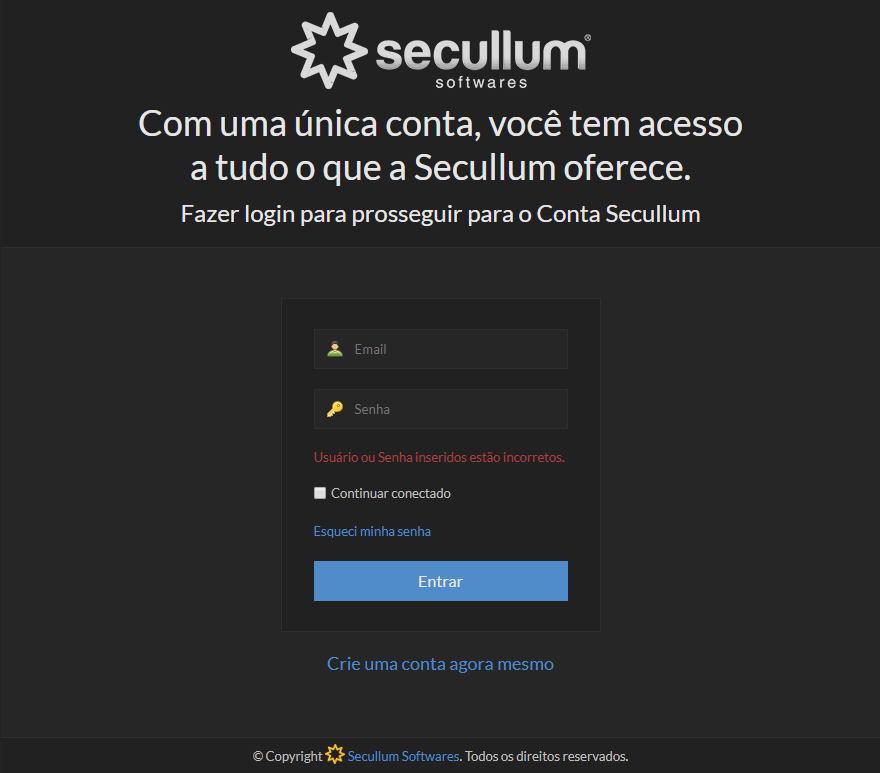 secullum®
softwares
Com uma única conta, você tem acesso
a tudo o que a Secullum oferece.
Fazer login para prosseguir para o Conta Secullum
Email
Senha
Usuário ou Senha inseridos estão incorretos.
Continuar conectado
Esqueci minha senha
Entrar
Crie uma conta agora mesmo
© Copyright Secullum Softwares. Todos os direitos reservados.